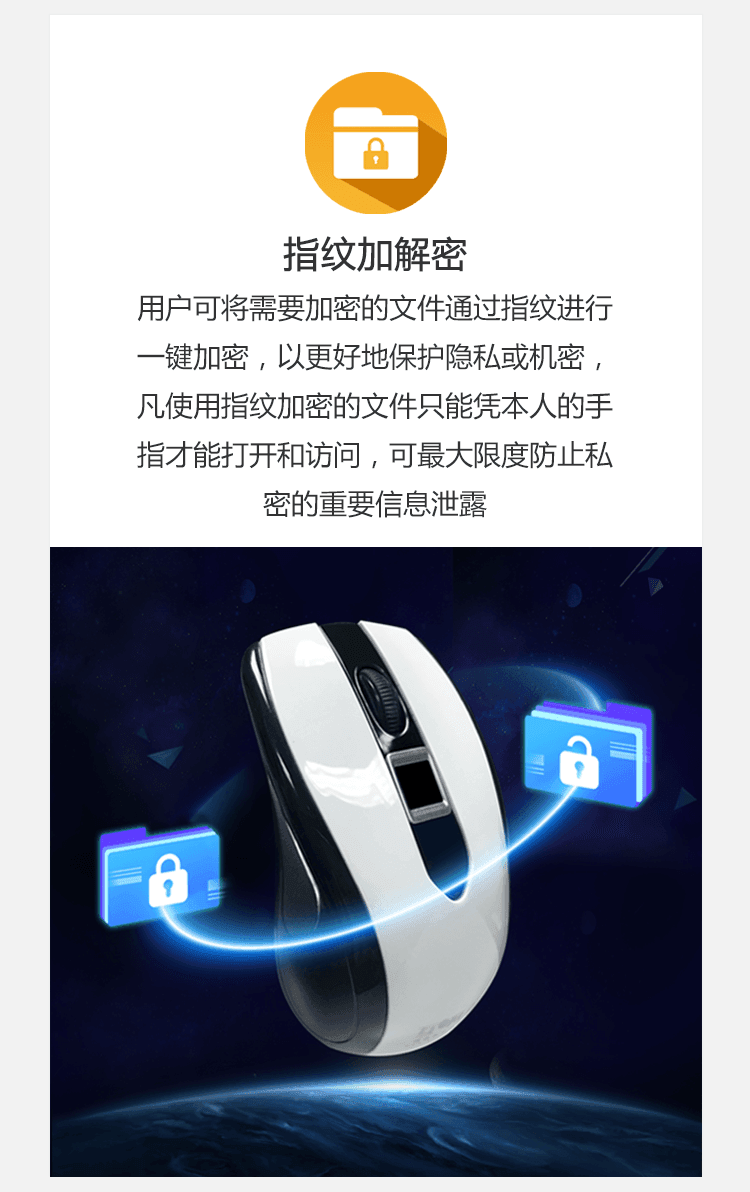 指纹加解密
用户可将需要加密的文件通过指纹进行
一键加密，以更好地保护隐私或机密，
凡使用指纹加密的文件只能凭本人的手
指才能打开和访问，可最大限度防止私
密的重要信息泄露